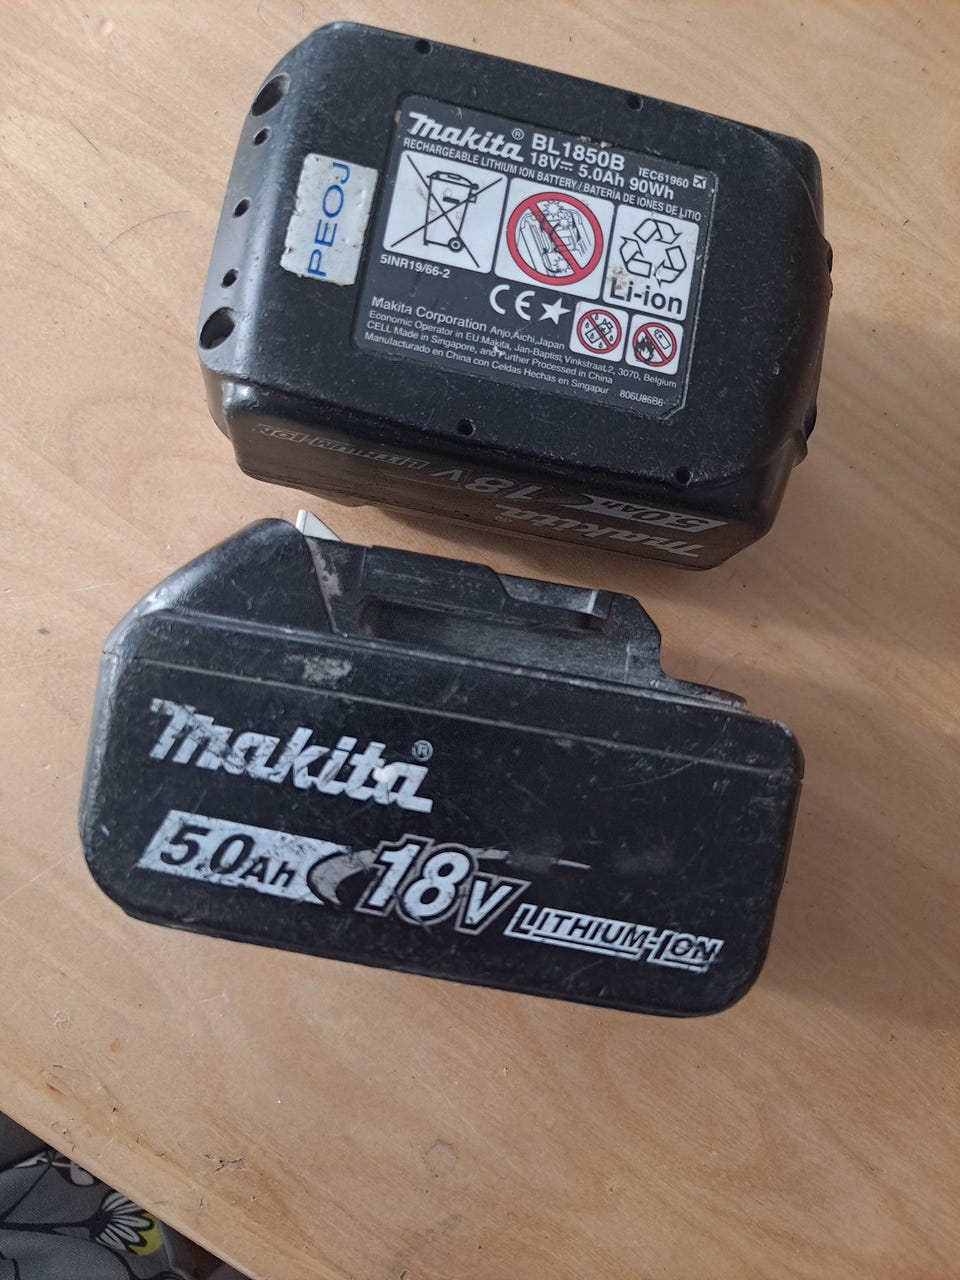 PEOJ
Makita® BL1850B
18V⎓ 5.0Ah 90Wh IEC61960
RECHARGEABLE LITHIUM ION BATTERY / BATERÍA DE IONES DE LITIO
5INR19/66-2
Li-ion
CE
Makita Corporation Anjo, Aichi, Japan
Economic Operator in EU: Makita, Jan-Baptist Vinkstraat 2, 3070, Belgium
CELL Made in Singapore, and Further Processed in China
Manufacturado en China con Celdas Hechas en Singapur
806U86B6
makita®
5.0Ah 18V LITHIUM-ION
makita®
5.0Ah 18V LITHIUM-ION